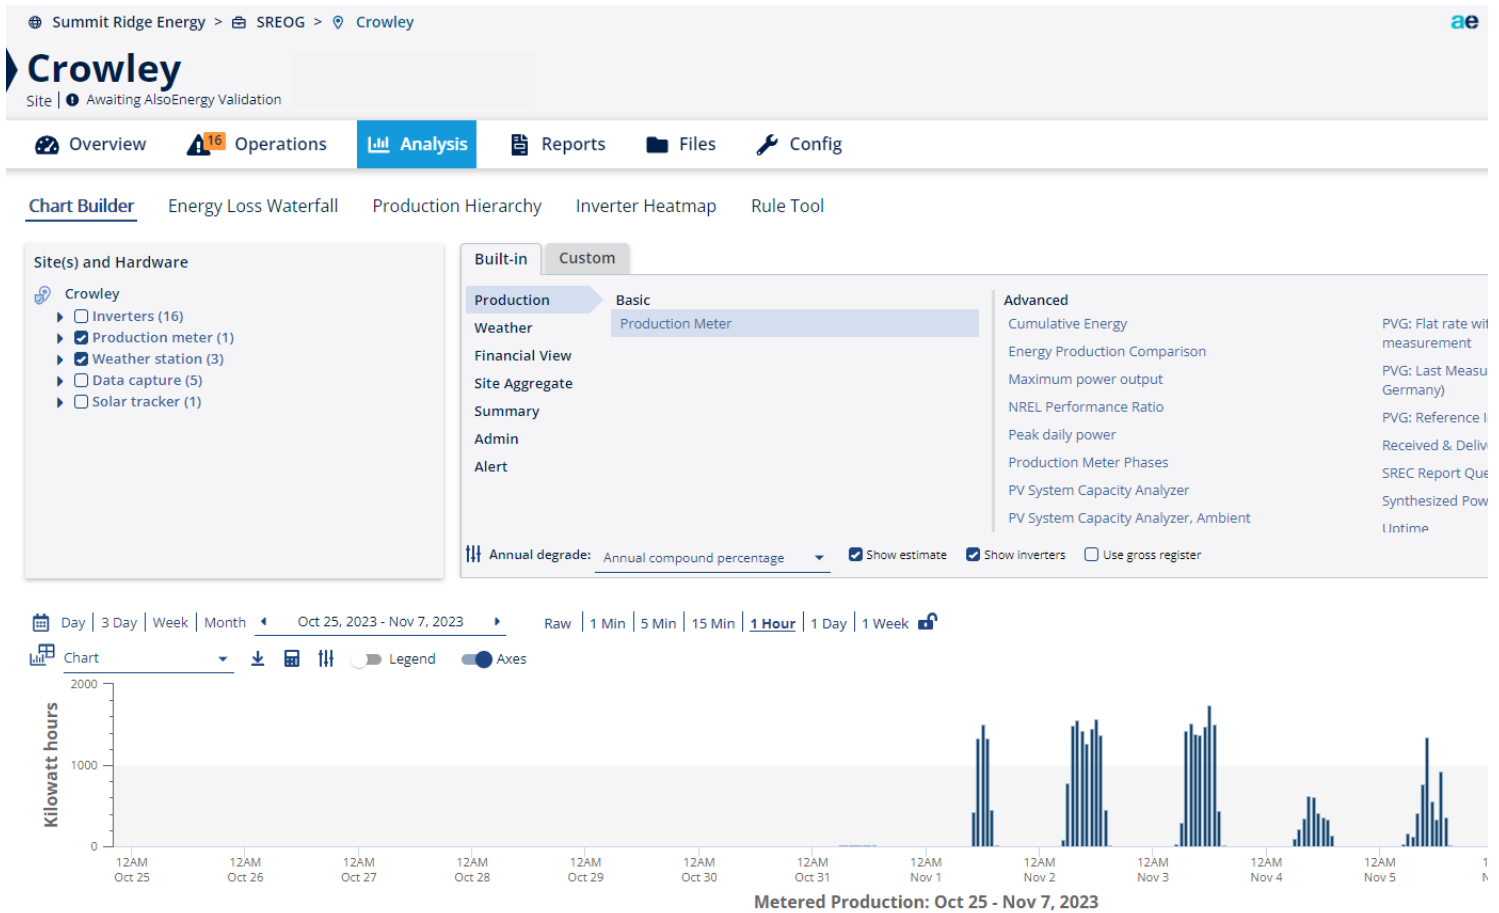 Summit Ridge Energy > SREOG > Crowley
ae
Crowley
Site | Awaiting AlsoEnergy Validation
Overview
16 Operations
Analysis
Reports
Files
Config
Chart Builder
Energy Loss Waterfall
Production Hierarchy
Inverter Heatmap
Rule Tool
Site(s) and Hardware
Crowley
Inverters (16)
Production meter (1)
Weather station (3)
Data capture (5)
Solar tracker (1)
Built-in
Custom
Production
Weather
Financial View
Site Aggregate
Summary
Admin
Alert
Basic
Production Meter
Advanced
Cumulative Energy
Energy Production Comparison
Maximum power output
NREL Performance Ratio
Peak daily power
Production Meter Phases
PV System Capacity Analyzer
PV System Capacity Analyzer, Ambient
PVG: Flat rate wit
measurement
PVG: Last Measu
Germany)
PVG: Reference I
Received & Deliv
SREC Report Que
Synthesized Pow
Uptime
Annual degrade:
Annual compound percentage
Show estimate
Show inverters
Use gross register
Day | 3 Day | Week | Month
Oct 25, 2023 - Nov 7, 2023
Raw | 1 Min | 5 Min | 15 Min | 1 Hour | 1 Day | 1 Week
Chart
Legend
Axes
Kilowatt hours
2000
1000
0
12AM
Oct 25
12AM
Oct 26
12AM
Oct 27
12AM
Oct 28
12AM
Oct 29
12AM
Oct 30
12AM
Oct 31
12AM
Nov 1
12AM
Nov 2
12AM
Nov 3
12AM
Nov 4
12AM
Nov 5
Metered Production: Oct 25 - Nov 7, 2023